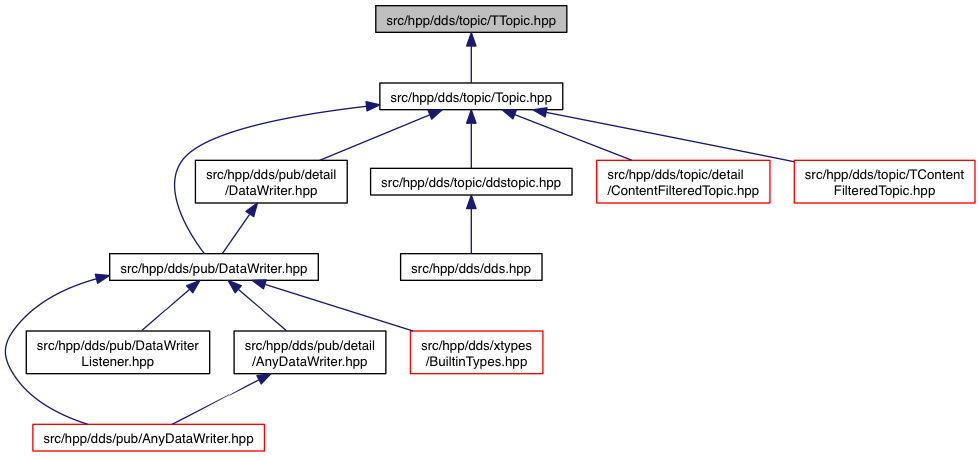 src/hpp/dds/topic/TTopic.hpp
src/hpp/dds/topic/Topic.hpp
src/hpp/dds/pub/detail
/DataWriter.hpp
src/hpp/dds/topic/ddstopic.hpp
src/hpp/dds/topic/detail
/ContentFilteredTopic.hpp
src/hpp/dds/topic/TContent
FilteredTopic.hpp
src/hpp/dds/pub/DataWriter.hpp
src/hpp/dds/dds.hpp
src/hpp/dds/pub/DataWriter
Listener.hpp
src/hpp/dds/pub/detail
/AnyDataWriter.hpp
src/hpp/dds/xtypes
/BuiltinTypes.hpp
src/hpp/dds/pub/AnyDataWriter.hpp